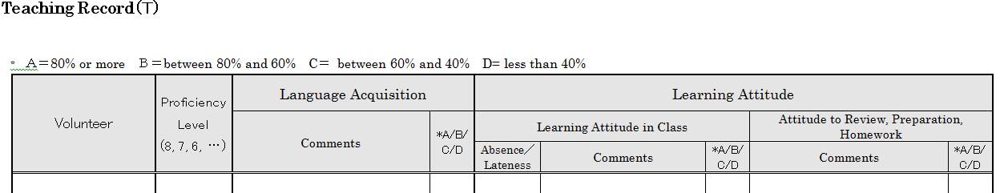 Teaching Record(T)
* A=80% or more B=between 80% and 60% C= between 60% and 40% D= less than 40%
Volunteer
Proficiency
Level
(8, 7, 6, …)
Language Acquisition
Comments
*A/B/
C/D
Learning Attitude
Learning Attitude in Class
Absence/
Lateness
Comments
*A/B/
C/D
Attitude to Review, Preparation,
Homework
Comments
*A/B/
C/D